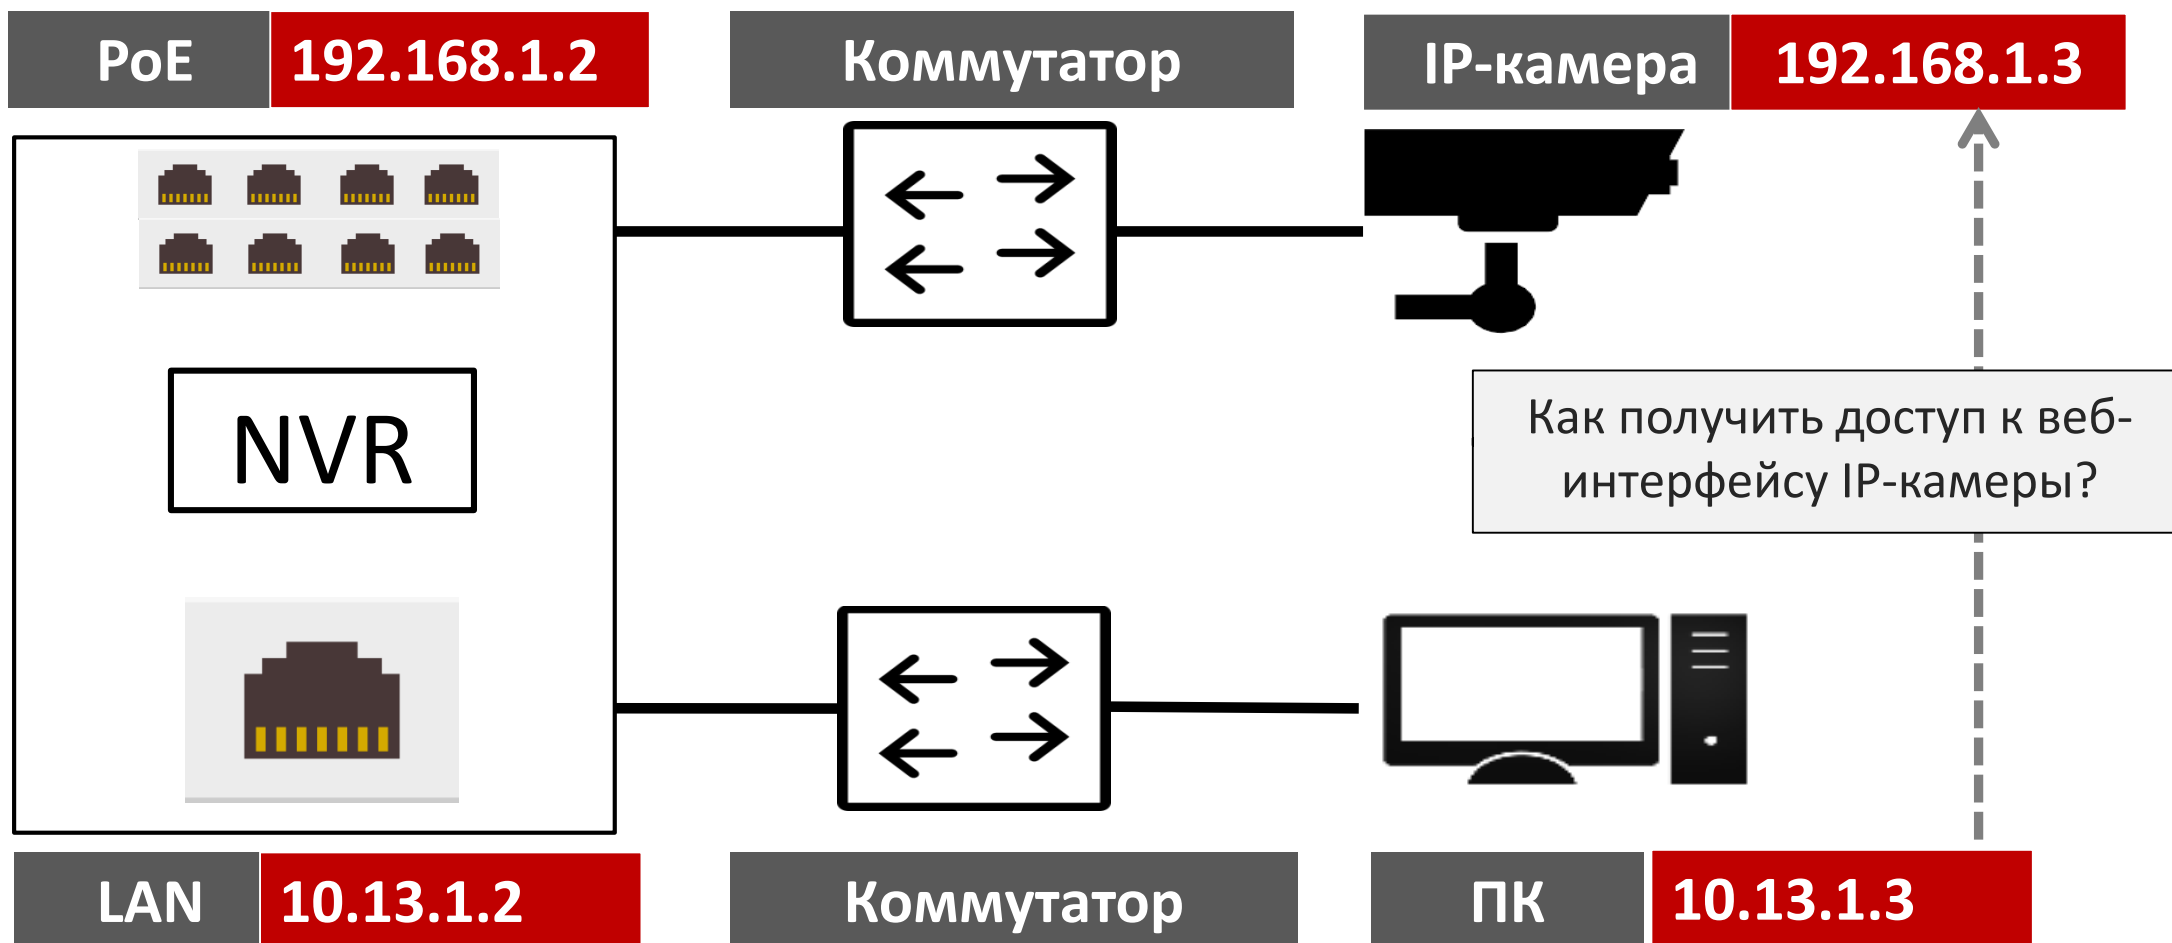 PoE 192.168.1.2 Коммутатор IP-камера 192.168.1.3
NVR
Как получить доступ к веб-
интерфейсу IP-камеры?
LAN 10.13.1.2 Коммутатор ПК 10.13.1.3